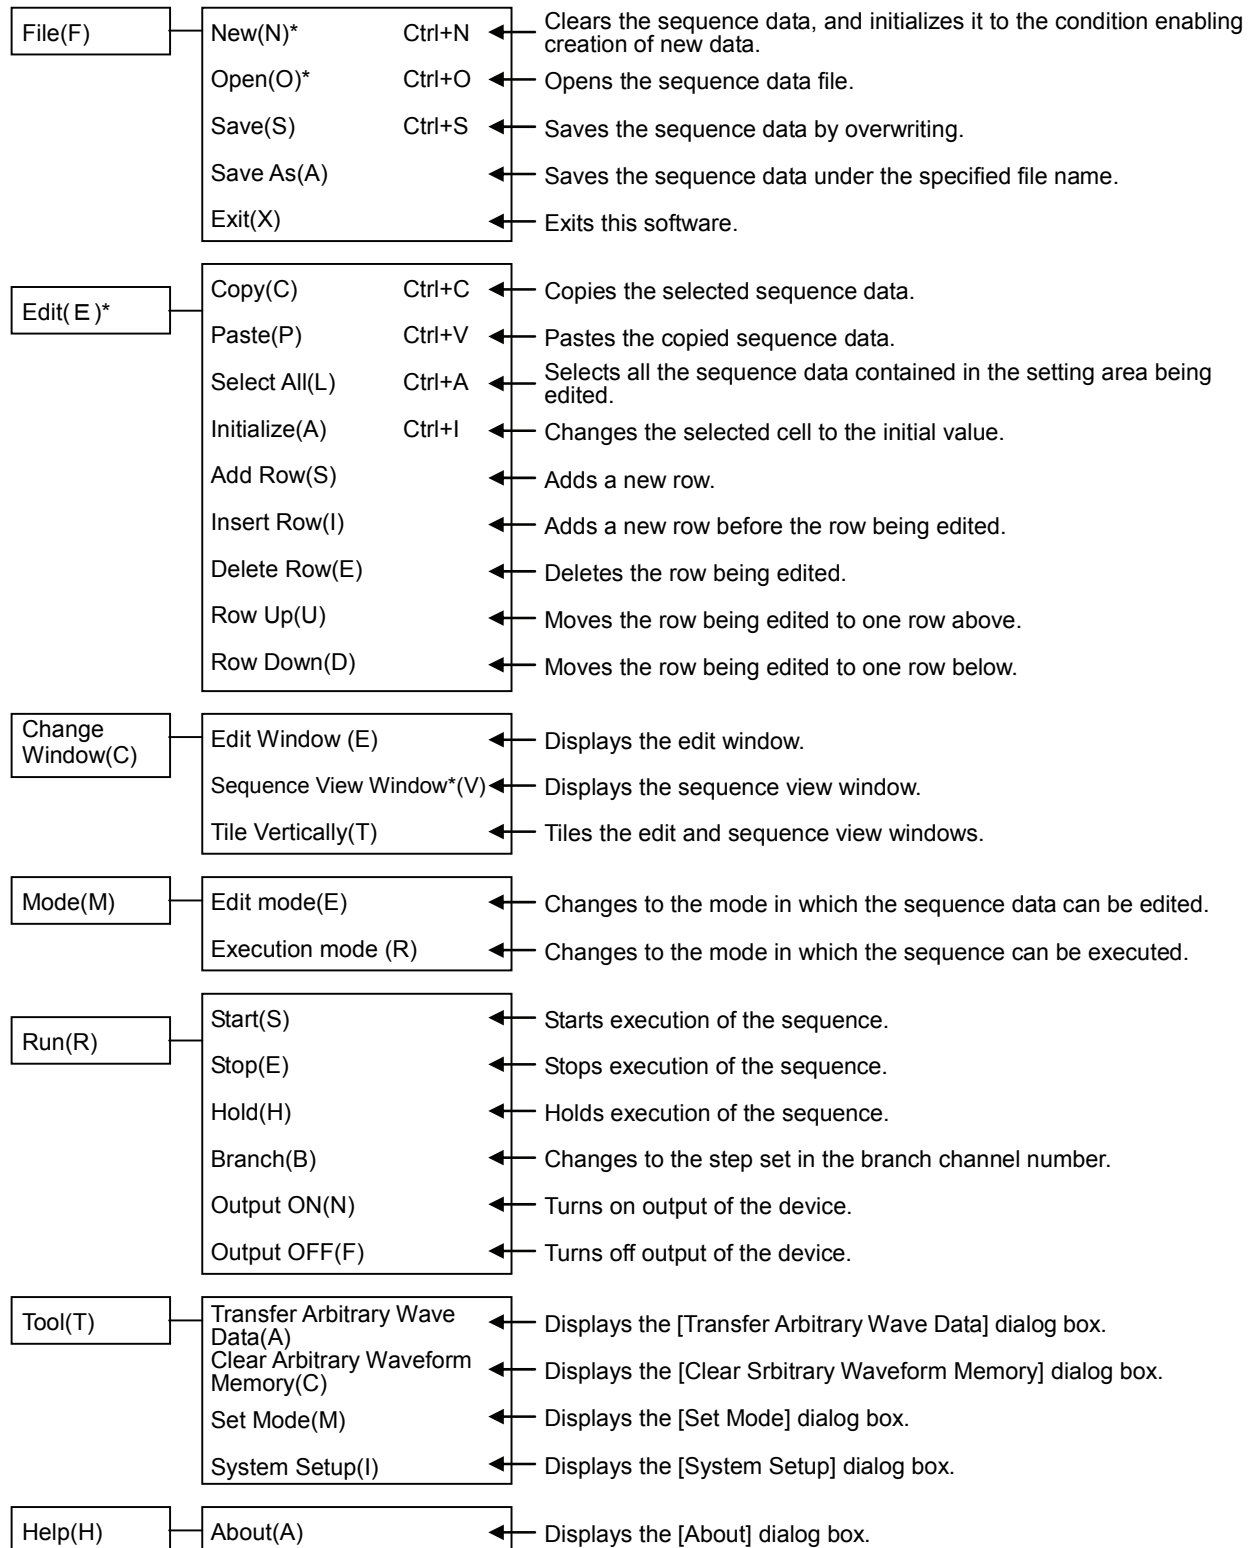 File(F)
New(N)* Ctrl+N Clears the sequence data, and initializes it to the condition enabling
creation of new data.
Open(O)* Ctrl+O Opens the sequence data file.
Save(S) Ctrl+S Saves the sequence data by overwriting.
Save As(A) Saves the sequence data under the specified file name.
Exit(X) Exits this software.
Edit(Ｅ)*
Copy(C) Ctrl+C Copies the selected sequence data.
Paste(P) Ctrl+V Pastes the copied sequence data.
Select All(L) Ctrl+A Selects all the sequence data contained in the setting area being
edited.
Initialize(A) Ctrl+I Changes the selected cell to the initial value.
Add Row(S) Adds a new row.
Insert Row(I) Adds a new row before the row being edited.
Delete Row(E) Deletes the row being edited.
Row Up(U) Moves the row being edited to one row above.
Row Down(D) Moves the row being edited to one row below.
Change
Window(C)
Edit Window (E) Displays the edit window.
Sequence View Window*(V) Displays the sequence view window.
Tile Vertically(T) Tiles the edit and sequence view windows.
Mode(M)
Edit mode(E) Changes to the mode in which the sequence data can be edited.
Execution mode (R) Changes to the mode in which the sequence can be executed.
Run(R)
Start(S) Starts execution of the sequence.
Stop(E) Stops execution of the sequence.
Hold(H) Holds execution of the sequence.
Branch(B) Changes to the step set in the branch channel number.
Output ON(N) Turns on output of the device.
Output OFF(F) Turns off output of the device.
Tool(T)
Transfer Arbitrary Wave
Data(A) Displays the [Transfer Arbitrary Wave Data] dialog box.
Clear Arbitrary Waveform
Memory(C) Displays the [Clear Srbitrary Waveform Memory] dialog box.
Set Mode(M) Displays the [Set Mode] dialog box.
System Setup(I) Displays the [System Setup] dialog box.
Help(H)
About(A) Displays the [About] dialog box.